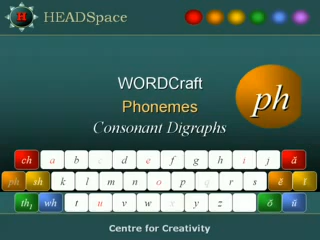 H HEADSpace
WORDCraft
Phonemes
Consonant Digraphs
ph
ch a b c d e f g h i j ă
ph sh k l m n o p q r s ĕ ĭ
th wh t u v w x y z ŏ ŭ
Centre for Creativity